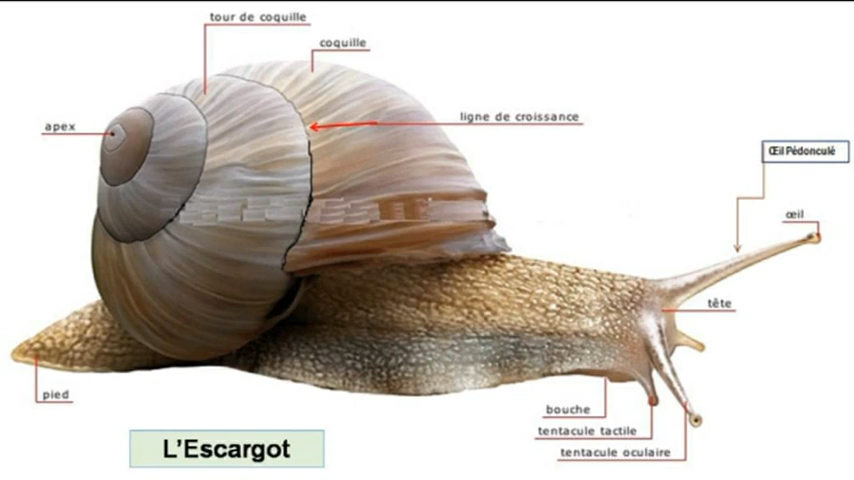 tour de coquille
coquille
apex
ligne de croissance
Œil Pédonculé
œil
tête
pied
bouche
tentacule tactile
tentacule oculaire
L'Escargot